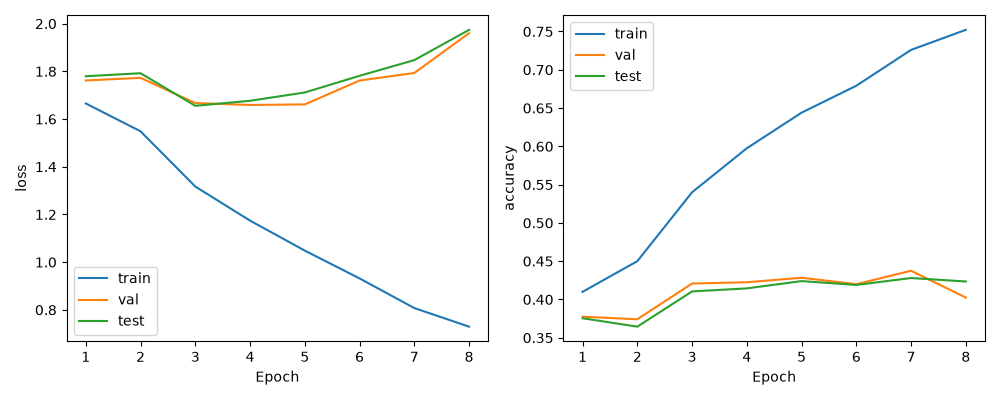 2.0
1.8
1.6
1.4
1.2
1.0
0.8
loss
train
val
test
1 2 3 4 5 6 7 8
Epoch
0.75
0.70
0.65
0.60
0.55
0.50
0.45
0.40
0.35
accuracy
train
val
test
1 2 3 4 5 6 7 8
Epoch